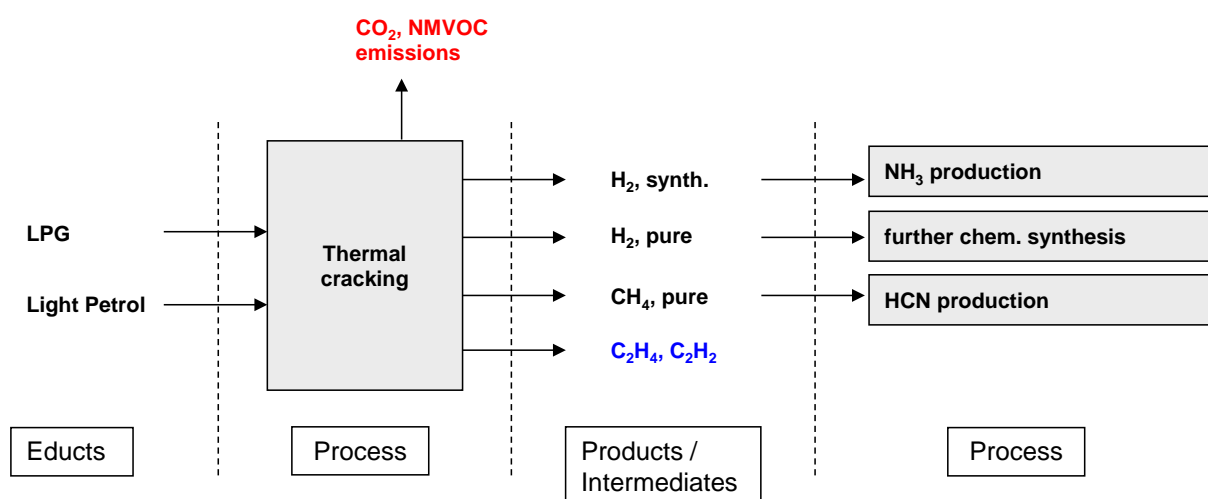 CO₂, NMVOC
emissions
H₂, synth.
NH₃ production
LPG
H₂, pure
further chem. synthesis
Thermal
cracking
Light Petrol
CH₄, pure
HCN production
C₂H₄, C₂H₂
Educts
Process
Products /
Intermediates
Process